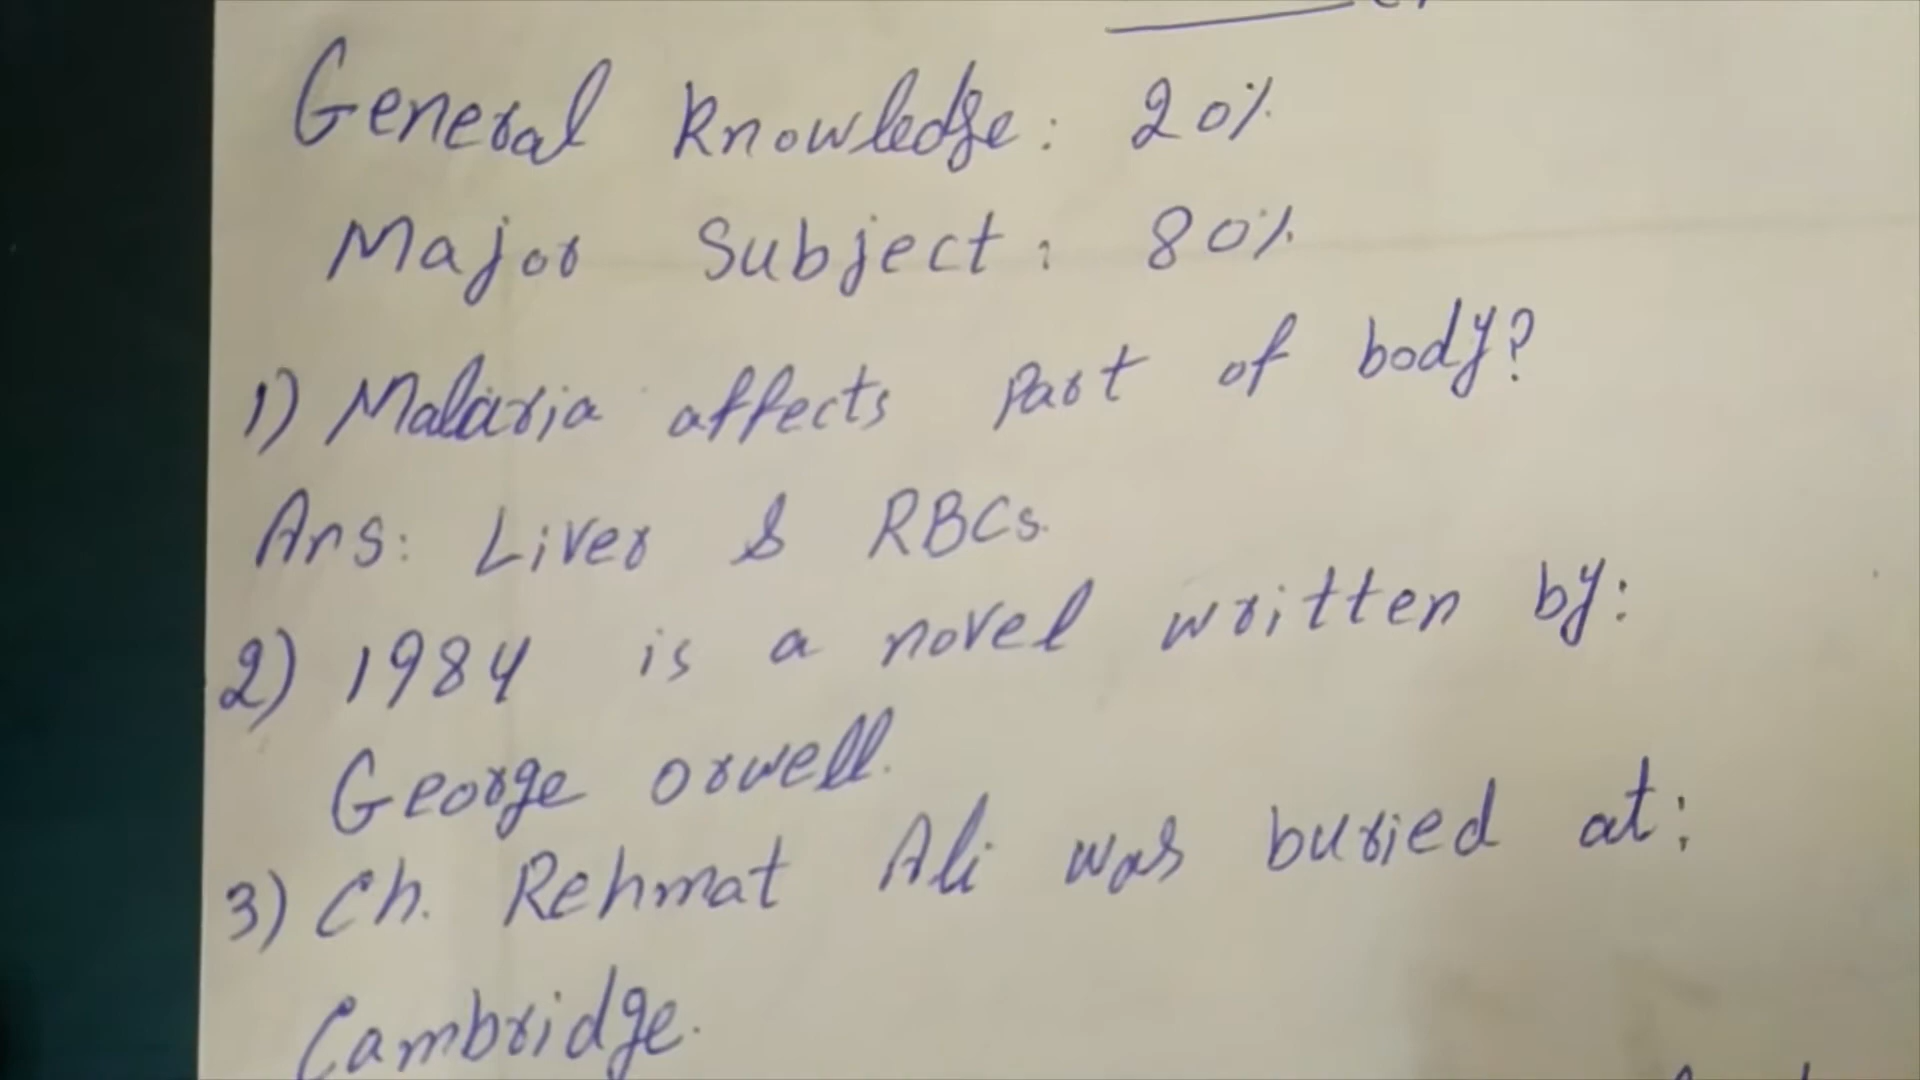 General Knowledge: 20%
Major Subject: 80%
1) Malaria affects part of body?
Ans: Liver & RBCs.
2) 1984 is a novel written by:
George orwell.
3) Ch. Rehmat Ali was buried at:
Cambridge.